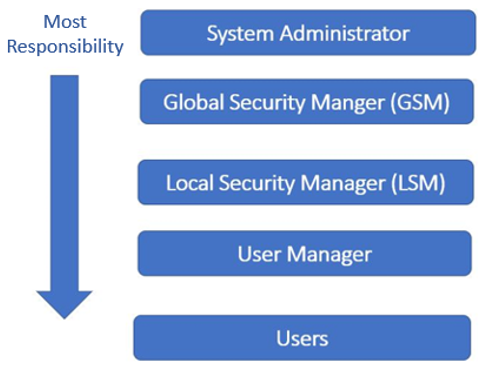 Most
Responsibility
System Administrator
Global Security Manger (GSM)
Local Security Manager (LSM)
User Manager
Users